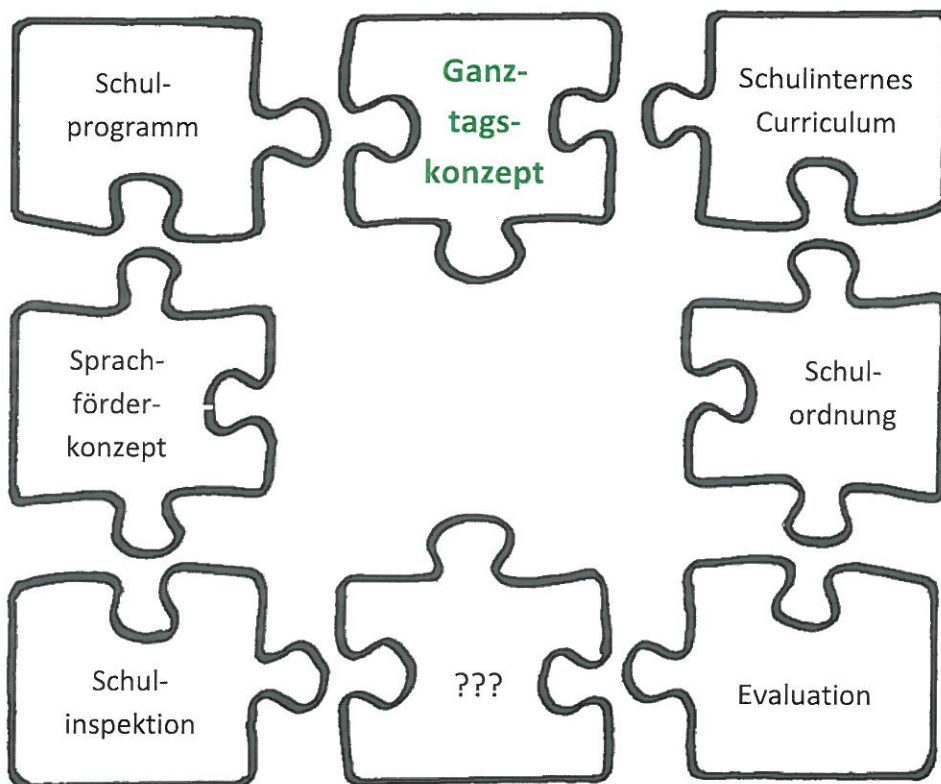 Schul-
programm
Ganz-
tags-
konzept
Schulinternes
Curriculum
Sprach-
förder-
konzept
Schul-
ordnung
Schul-
inspektion
???
Evaluation